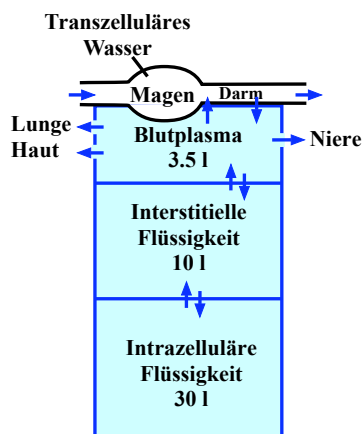 Transzelluläres
Wasser
Magen
Darm
Lunge
Haut
Blutplasma
3.5 l
Niere
Interstitielle
Flüssigkeit
10 l
Intrazelluläre
Flüssigkeit
30 l